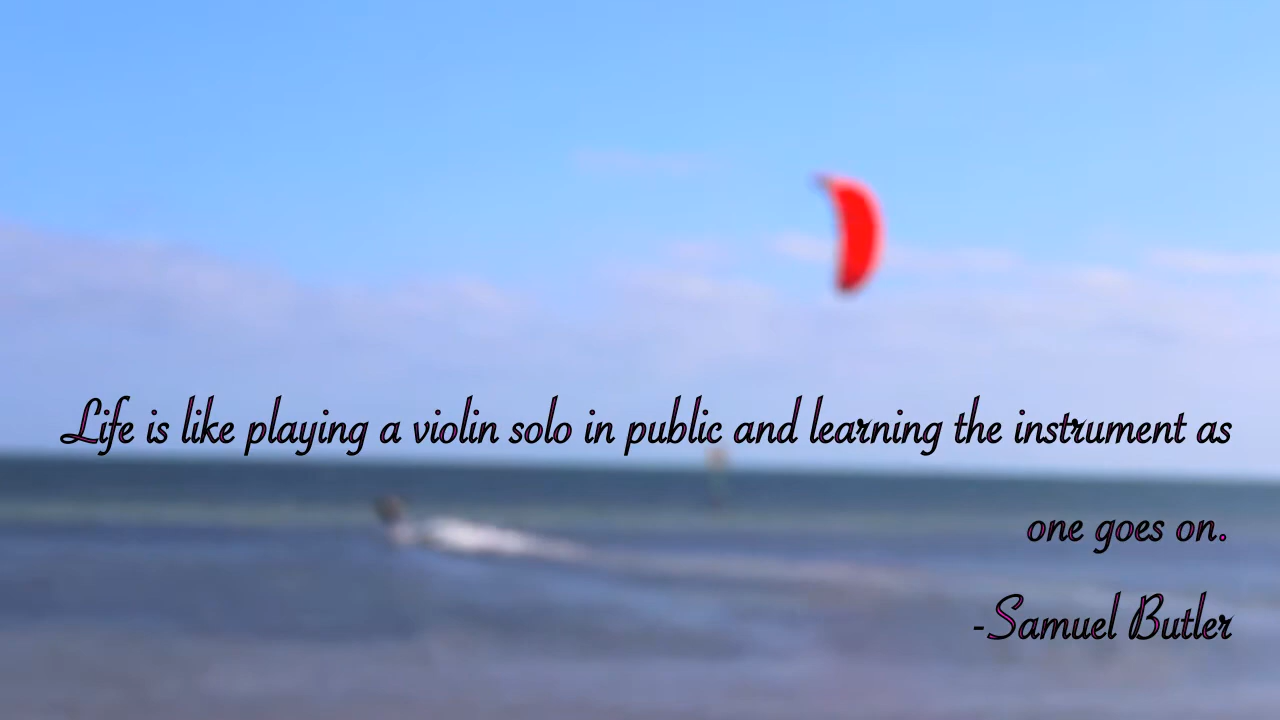 Life is like playing a violin solo in public and learning the instrument as
one goes on.
-Samuel Butler